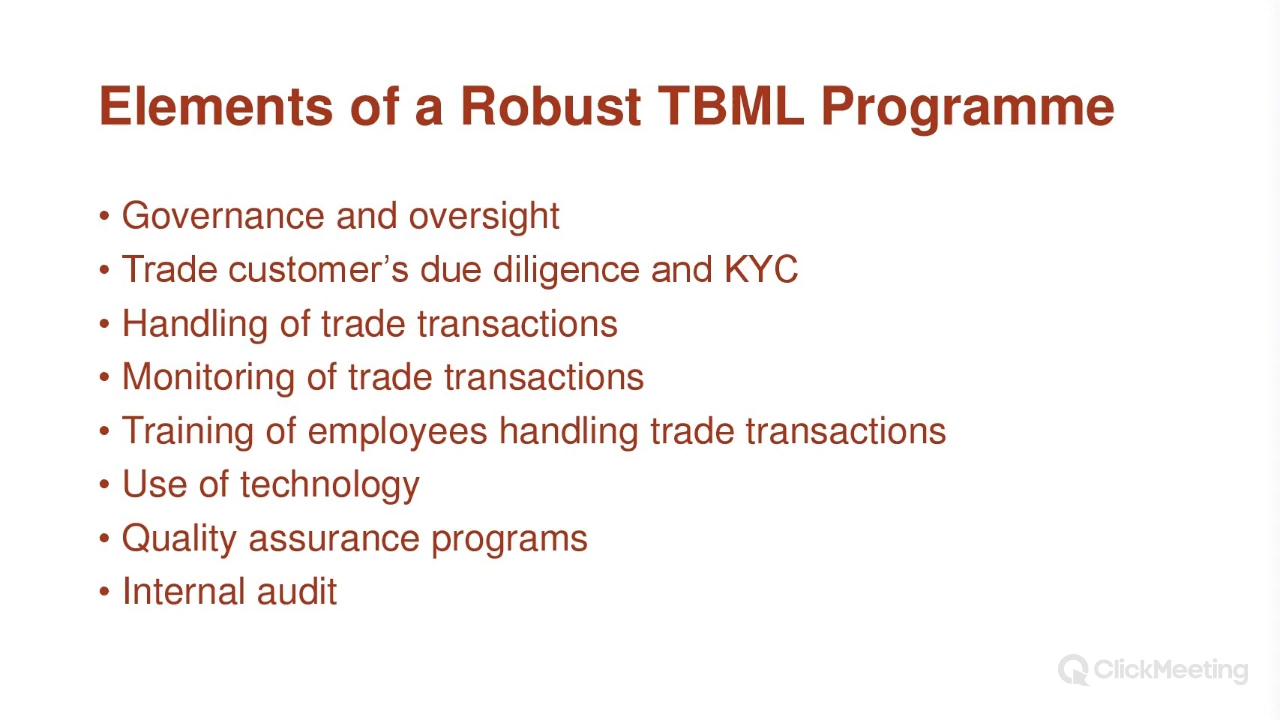 Elements of a Robust TBML Programme
• Governance and oversight
• Trade customer’s due diligence and KYC
• Handling of trade transactions
• Monitoring of trade transactions
• Training of employees handling trade transactions
• Use of technology
• Quality assurance programs
• Internal audit
ClickMeeting